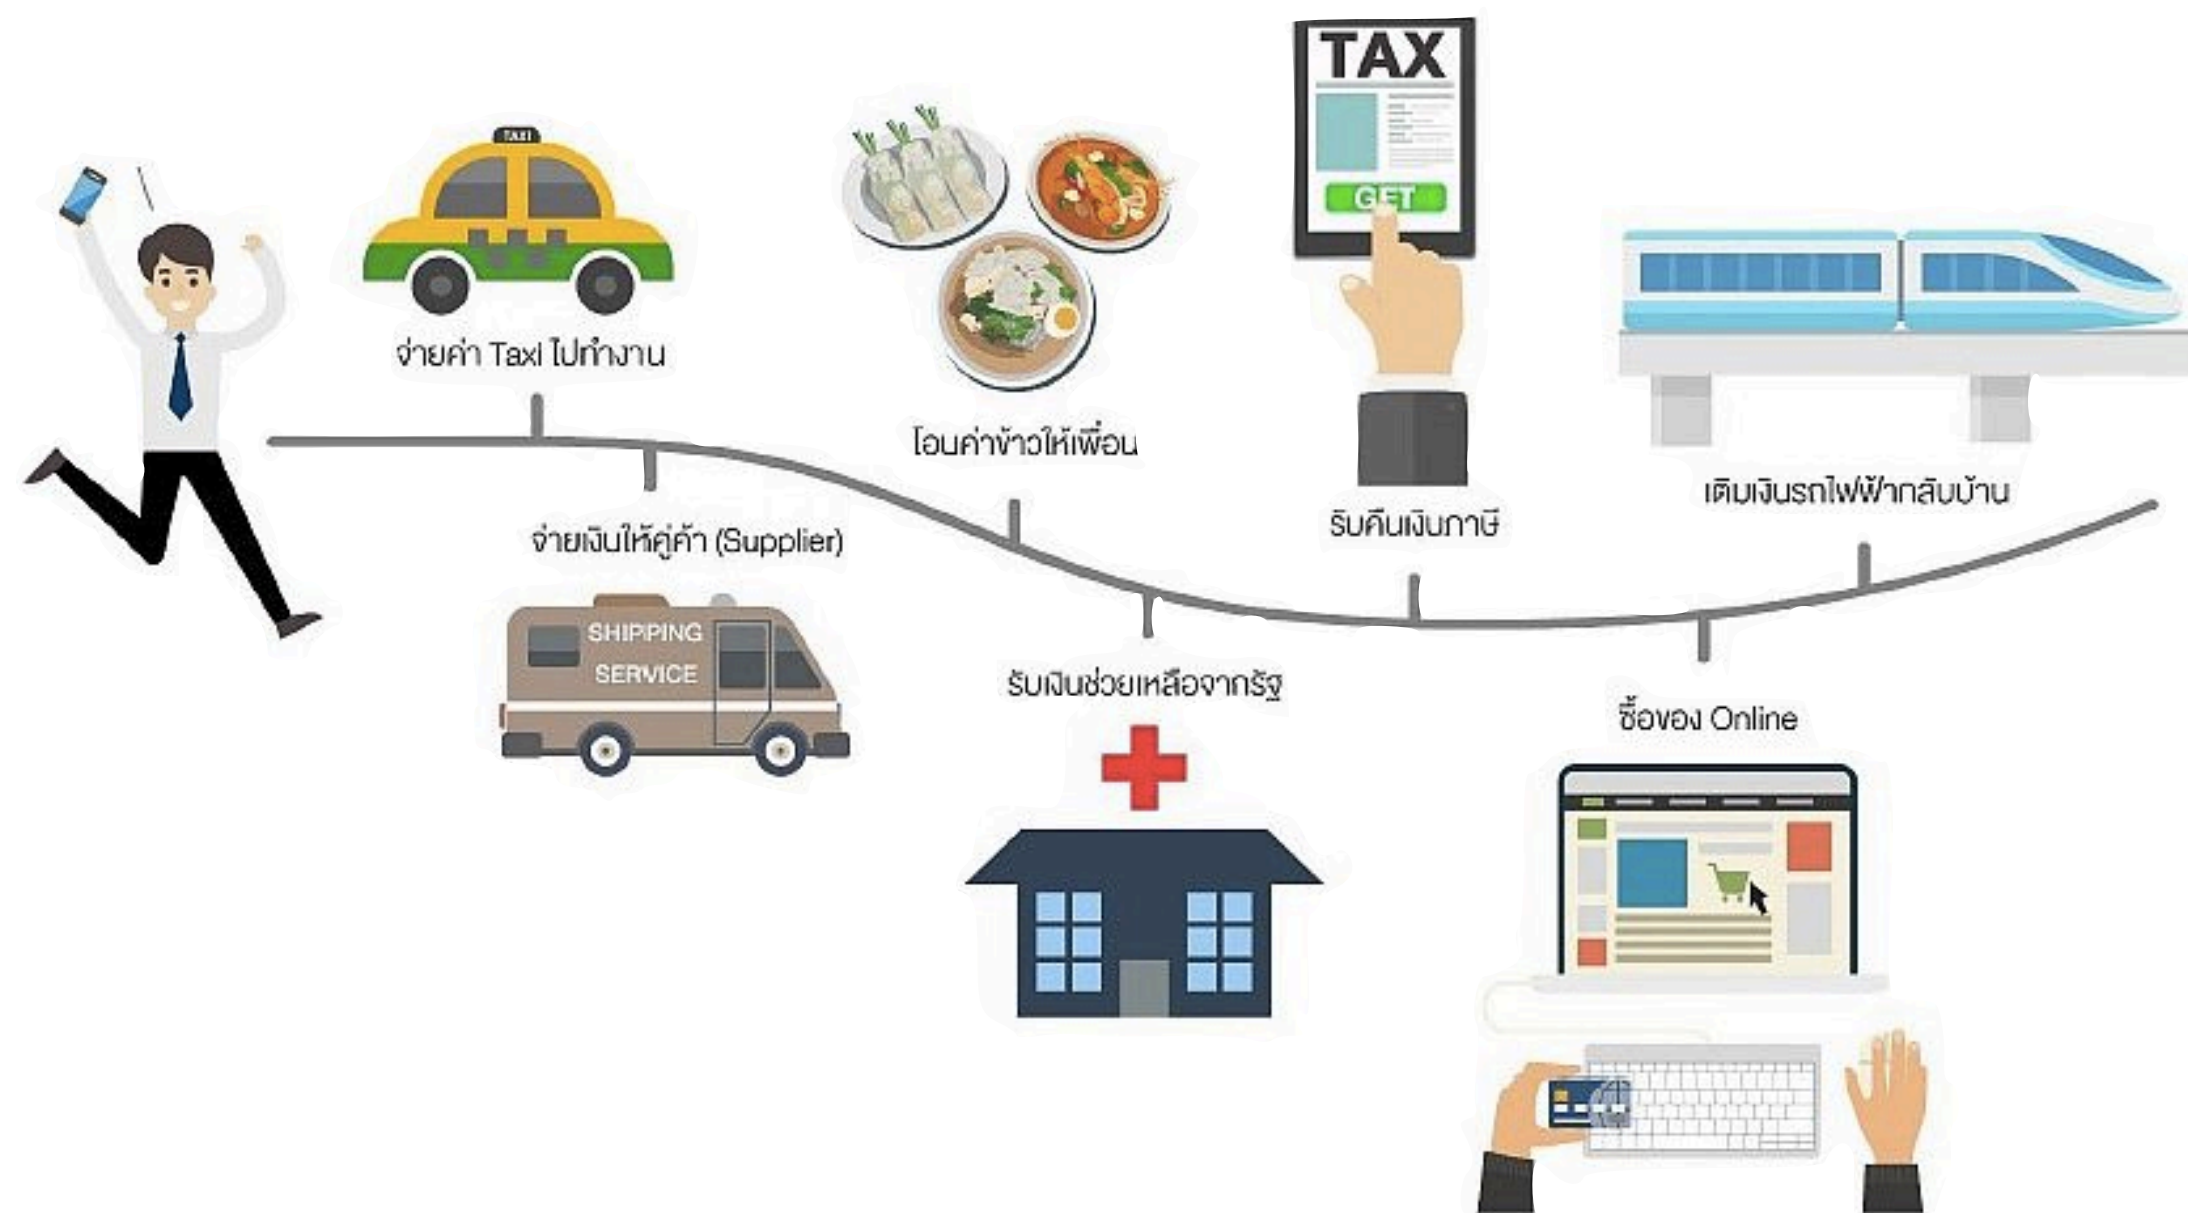 TAXI
จ่ายค่า Taxi ไปทำงาน
จ่ายเงินให้คู่ค้า (Supplier)
SHIPPING
SERVICE
โอนค่าข้าวให้เพื่อน
รับเงินช่วยเหลือจากรัฐ
TAX
GET
รับคืนเงินภาษี
ซื้อของ Online
เติมเงินรถไฟฟ้ากลับบ้าน